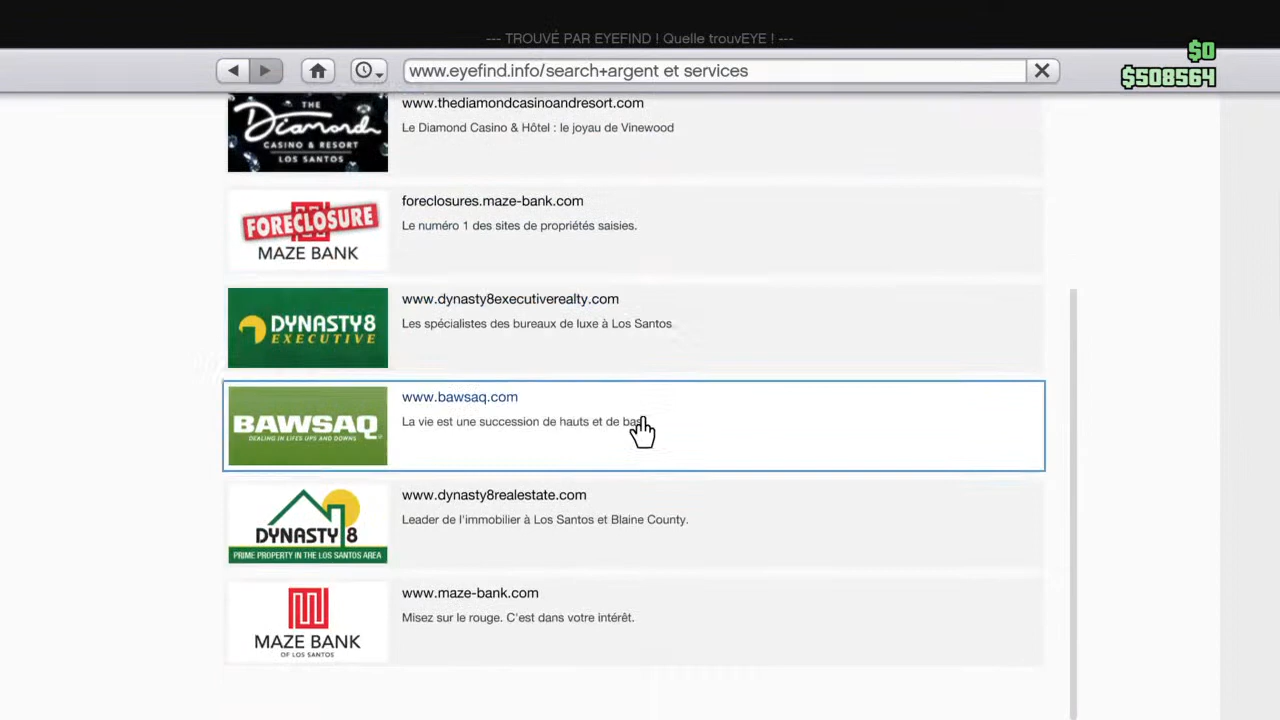 --- TROUVÉ PAR EYEFIND ! Quelle trouvEYE ! ---
$0
www.eyefind.info/search+argent et services
$508564
THE
Diamond
CASINO & RESORT
LOS SANTOS
www.thediamondcasinoandresort.com
Le Diamond Casino & Hôtel : le joyau de Vinewood
FORECLOSURE
MAZE BANK
foreclosures.maze-bank.com
Le numéro 1 des sites de propriétés saisies.
DYNASTY8
EXECUTIVE
www.dynasty8executiverealty.com
Les spécialistes des bureaux de luxe à Los Santos
BAWSAQ
DEALING IN LIFES UPS AND DOWNS
www.bawsaq.com
La vie est une succession de hauts et de
DYNASTY 8
PRIME PROPERTY IN THE LOS SANTOS AREA
www.dynasty8realestate.com
Leader de l'immobilier à Los Santos et Blaine County.
MAZE BANK
OF LOS SANTOS
www.maze-bank.com
Misez sur le rouge. C'est dans votre intérêt.